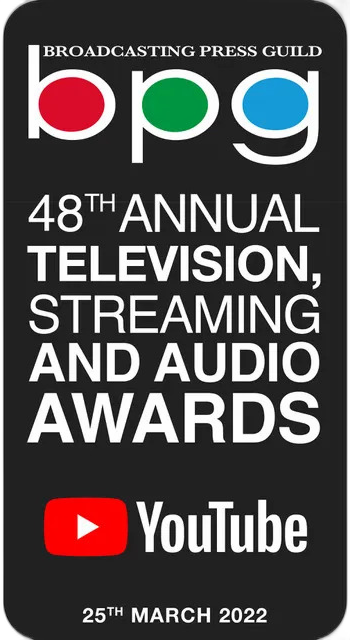 BROADCASTING PRESS GUILD
bpg
48TH ANNUAL
TELEVISION,
STREAMING
AND AUDIO
AWARDS
YouTube
25TH MARCH 2022